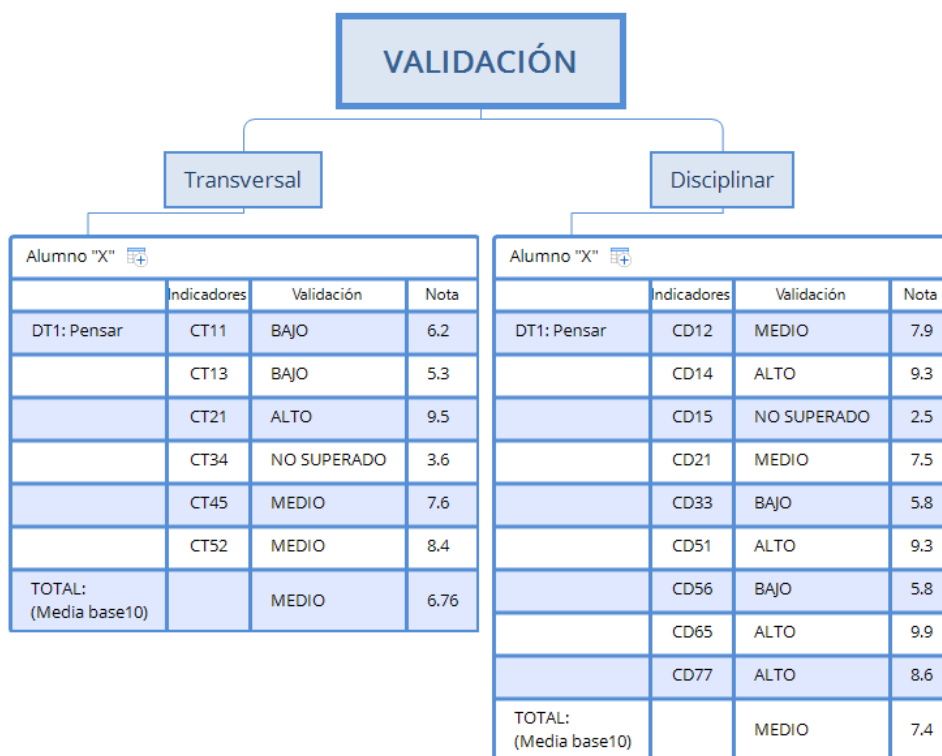 VALIDACIÓN
Transversal
Disciplinar
Alumno "X"
Indicadores Validación Nota
DT1: Pensar CT11 BAJO 6.2
CT13 BAJO 5.3
CT21 ALTO 9.5
CT34 NO SUPERADO 3.6
CT45 MEDIO 7.6
CT52 MEDIO 8.4
TOTAL:
(Media base10) MEDIO 6.76
Alumno "X"
Indicadores Validación Nota
DT1: Pensar CD12 MEDIO 7.9
CD14 ALTO 9.3
CD15 NO SUPERADO 2.5
CD21 MEDIO 7.5
CD33 BAJO 5.8
CD51 ALTO 9.3
CD56 BAJO 5.8
CD65 ALTO 9.9
CD77 ALTO 8.6
TOTAL:
(Media base10) MEDIO 7.4